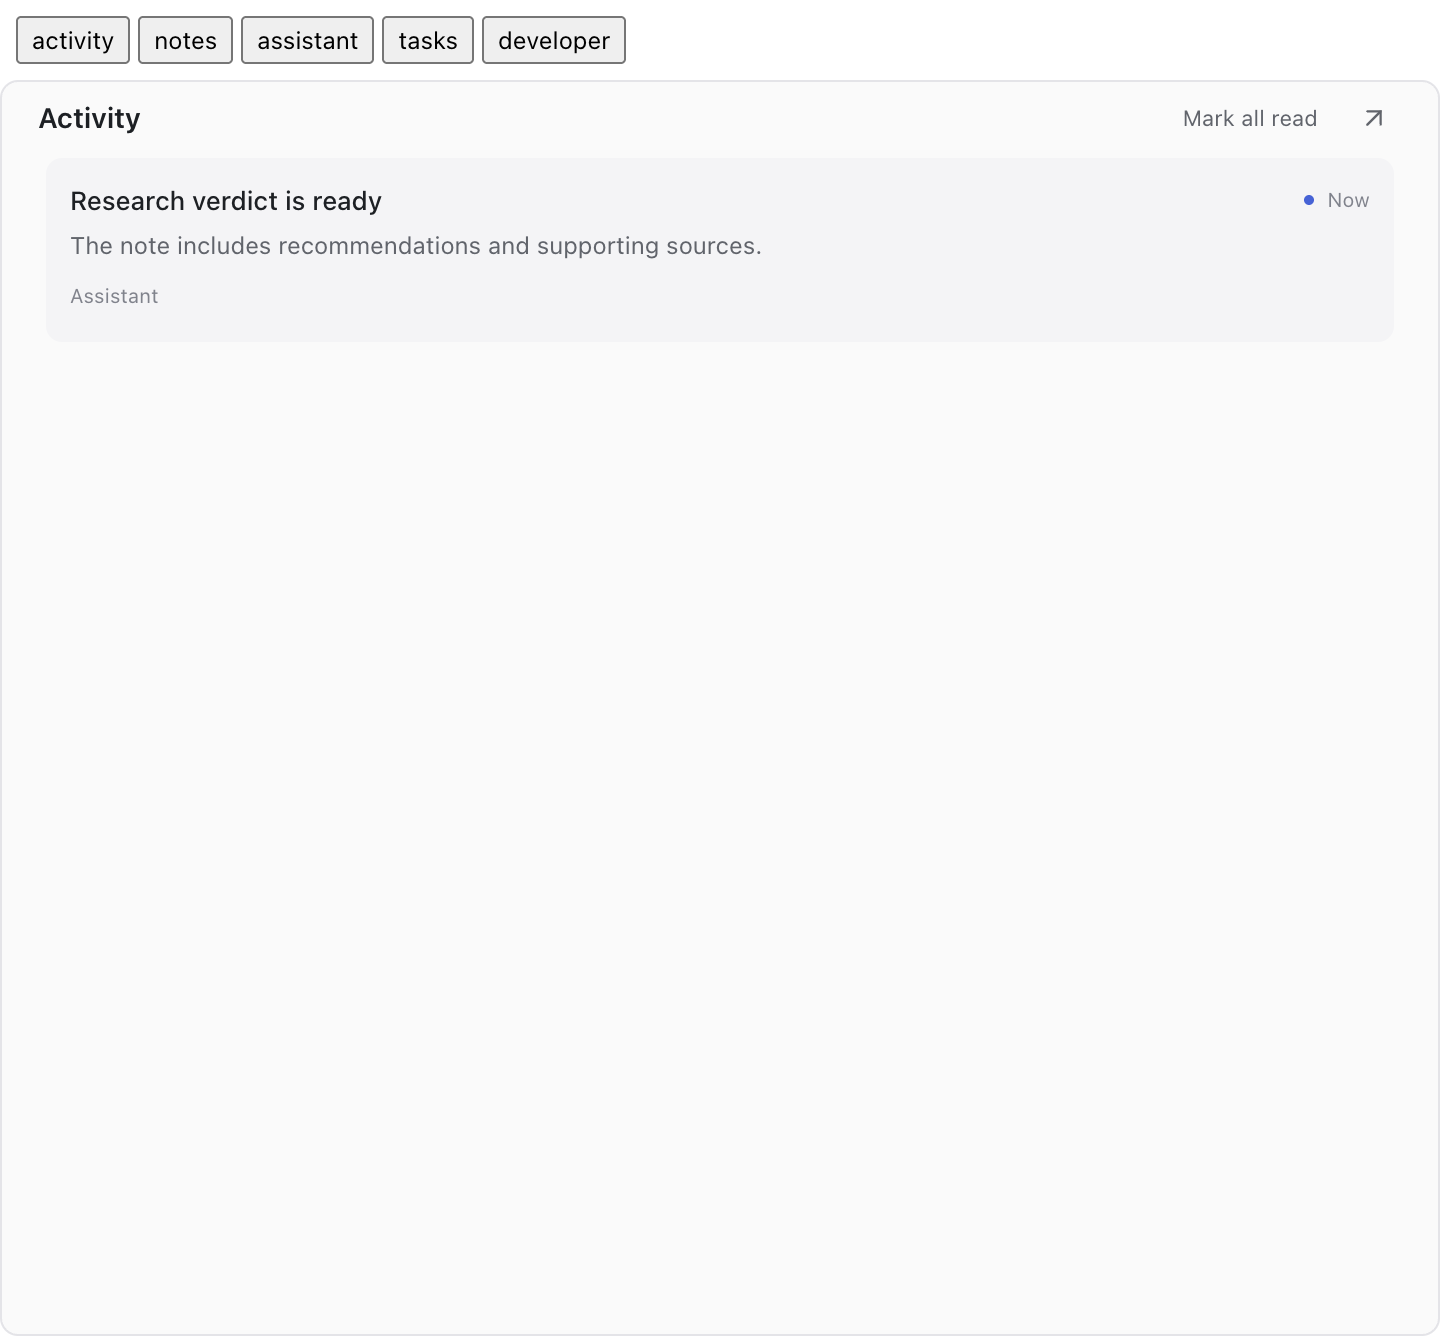 activity notes assistant tasks developer
Activity Mark all read
Research verdict is ready Now
The note includes recommendations and supporting sources.
Assistant